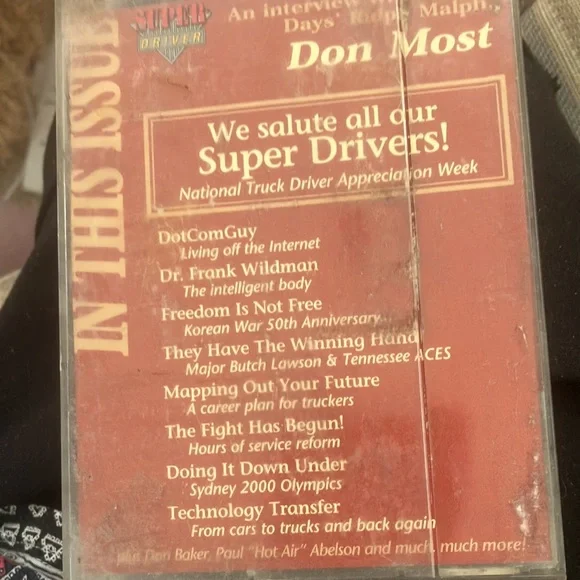 SUPER
DRIVER
IN THIS ISSUE
An interview
Days' Ralph Malph,
Don Most
We salute all our
Super Drivers!
National Truck Driver Appreciation Week
DotComGuy
Living off the Internet
Dr. Frank Wildman
The intelligent body
Freedom Is Not Free
Korean War 50th Anniversary
They Have The Winning Hand
Major Butch Lawson & Tennessee ACES
Mapping Out Your Future
A career plan for truckers
The Fight Has Begun!
Hours of service reform
Doing It Down Under
Sydney 2000 Olympics
Technology Transfer
From cars to trucks and back again
plus Don Baker, Paul "Hot Air" Abelson and much, much more!